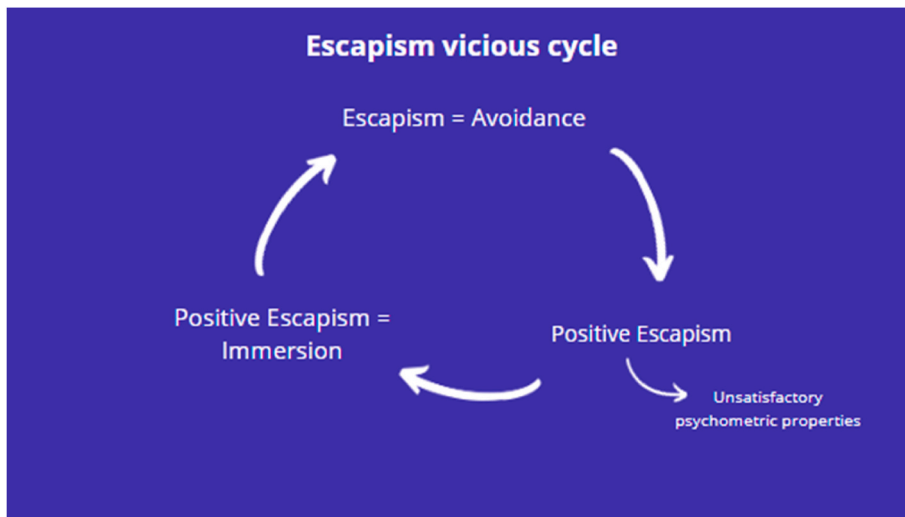 Escapism vicious cycle
Escapism = Avoidance
Positive Escapism =
Immersion
Positive Escapism
Unsatisfactory
psychometric properties